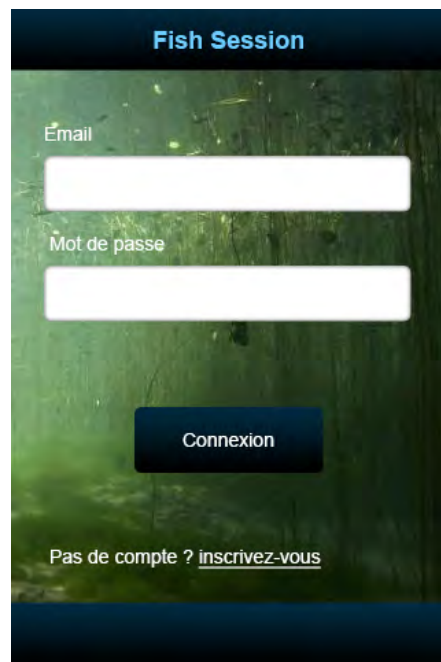 Fish Session
Email
Mot de passe
Connexion
Pas de compte ? inscrivez-vous